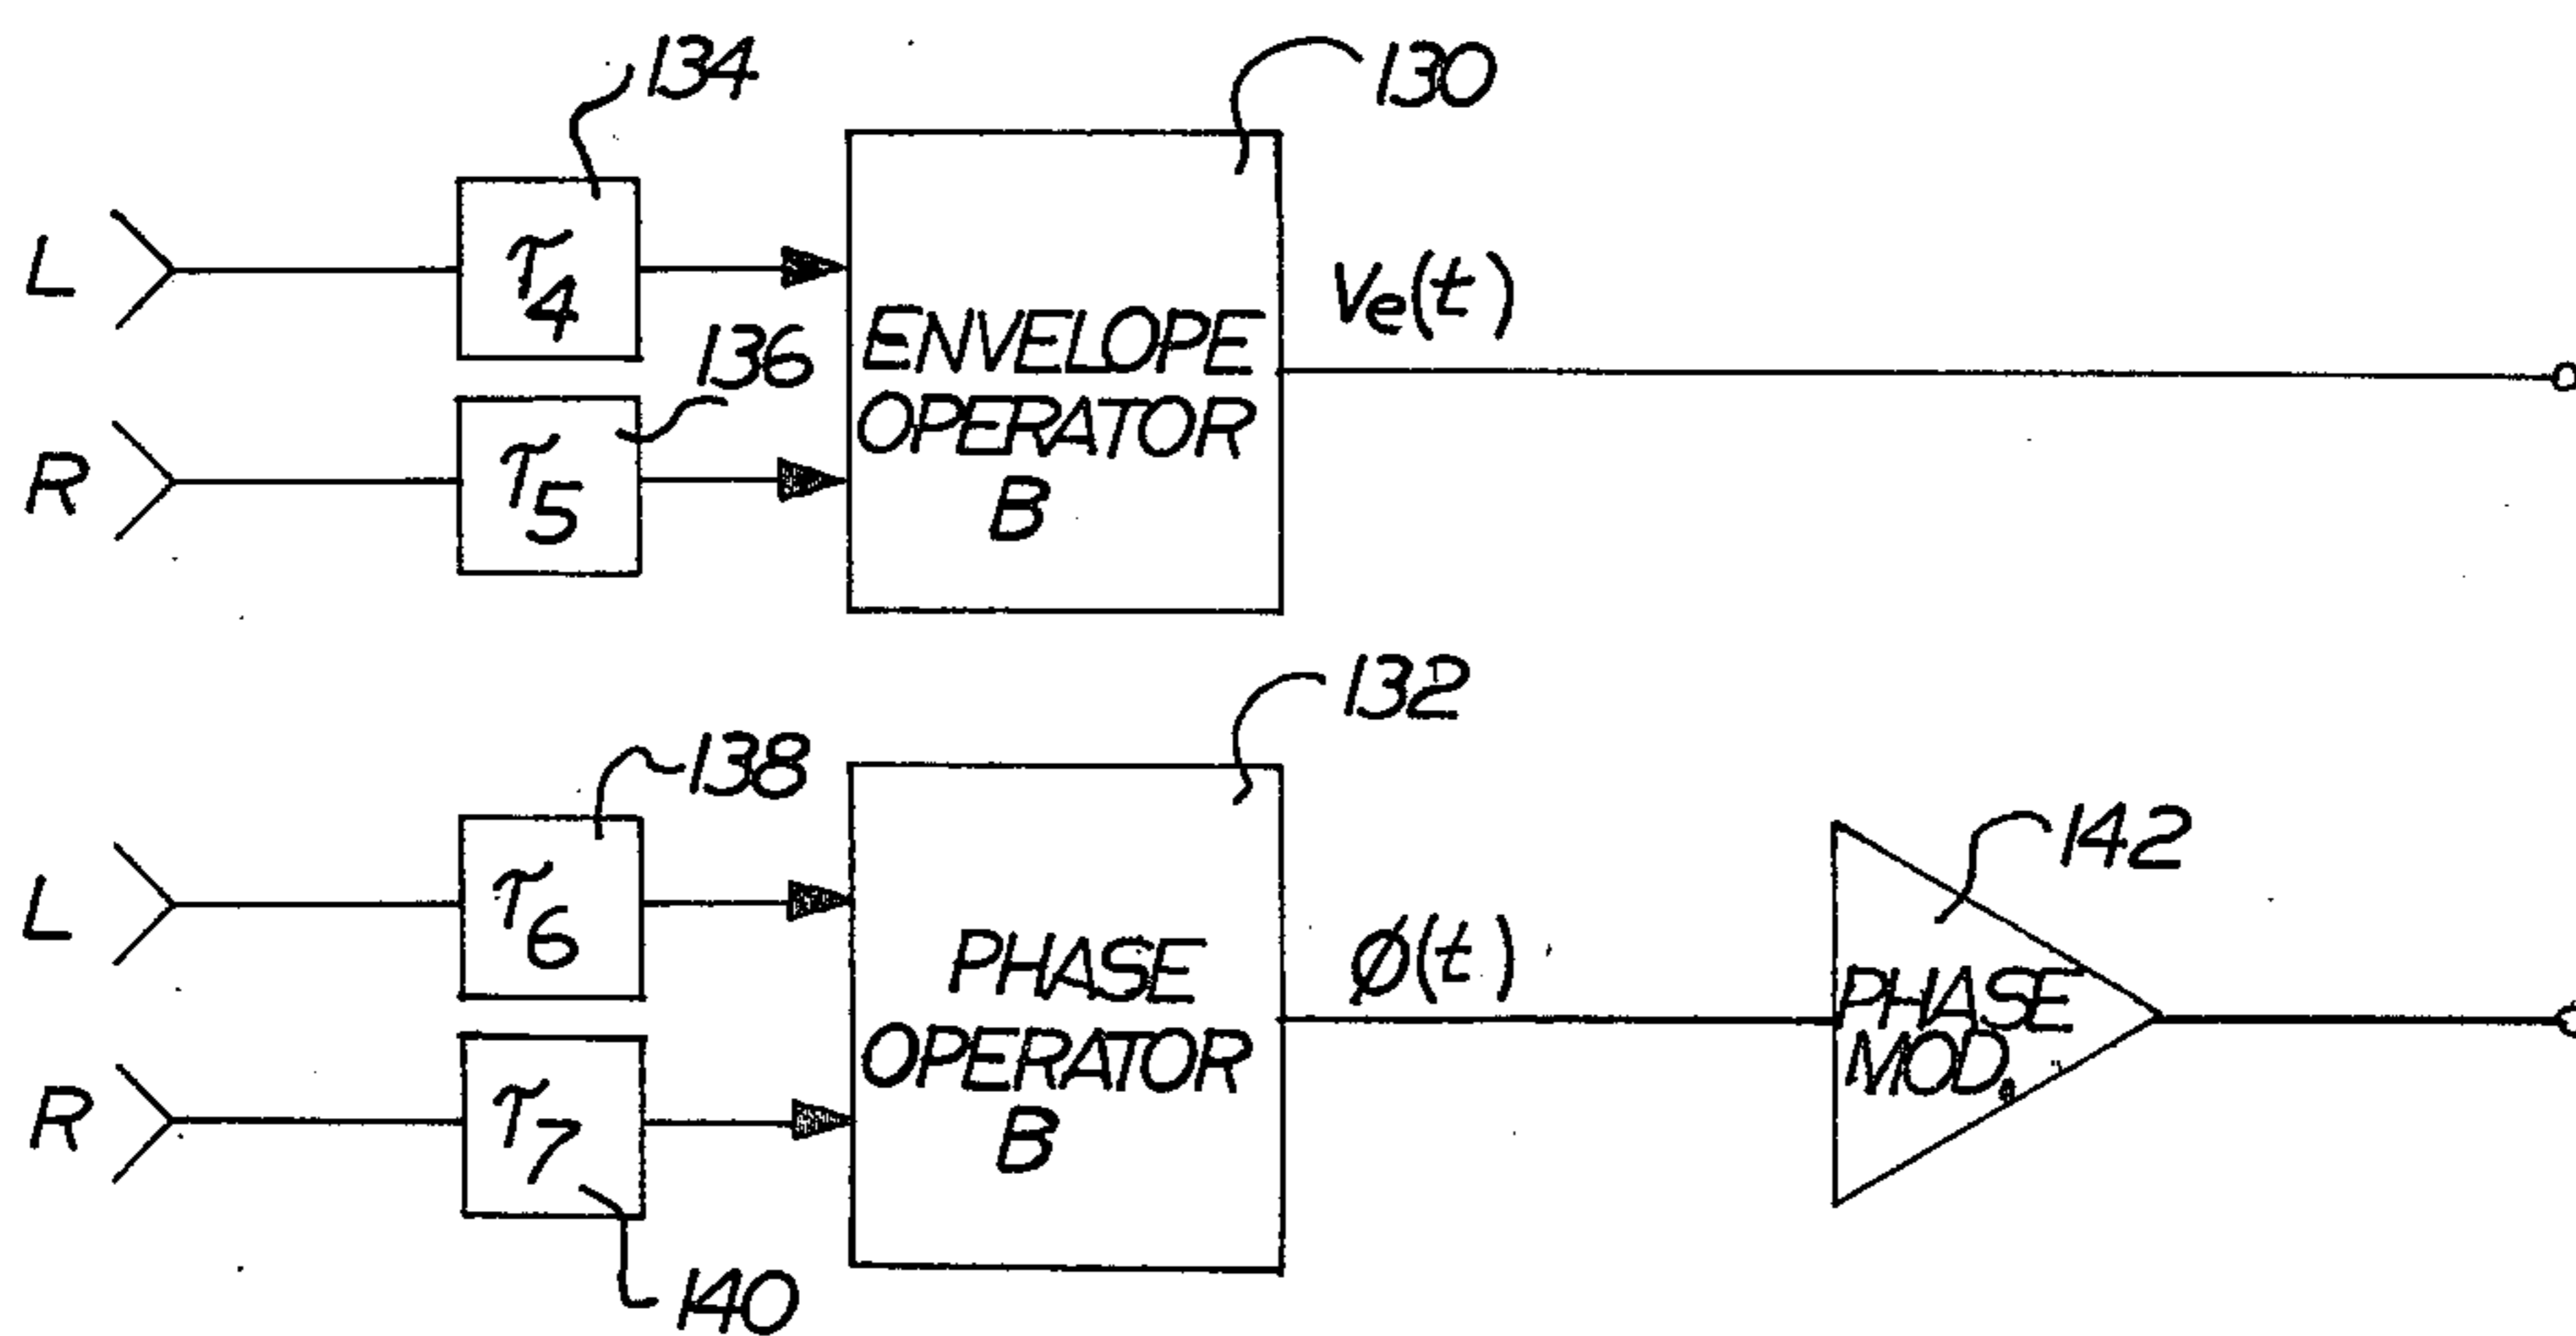 134
130
L
τ4
136
ENVELOPE
OPERATOR
B
Ve(t)
R
τ5
132
138
142
L
τ6
PHASE
OPERATOR
B
ø(t)
PHASE
MOD.
R
τ7
140